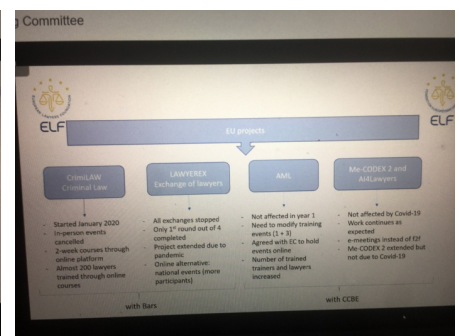 g Committee
ELF
ELF
EU projects
CrimiLAW
Criminal Law
LAWYEREX
Exchange of lawyers
AML
Me-CODEX 2 and
AI4Lawyers
- Started January 2020
- In-person events
cancelled
- 2-week courses through
online platform
- Almost 200 lawyers
trained through online
courses
- All exchanges stopped
- Only 1st round out of 4
completed
- Project extended due to
pandemic
- Online alternative:
national events (more
participants)
- Not affected in year 1
- Need to modify training
events (1 + 3)
- Agreed with EC to hold
events online
- Number of trained
trainers and lawyers
increased
- Not affected by Covid-19
- Work continues as
expected
- e-meetings instead of f2f
- Me-CODEX 2 extended but
not due to Covid-19
with Bars
with CCBE